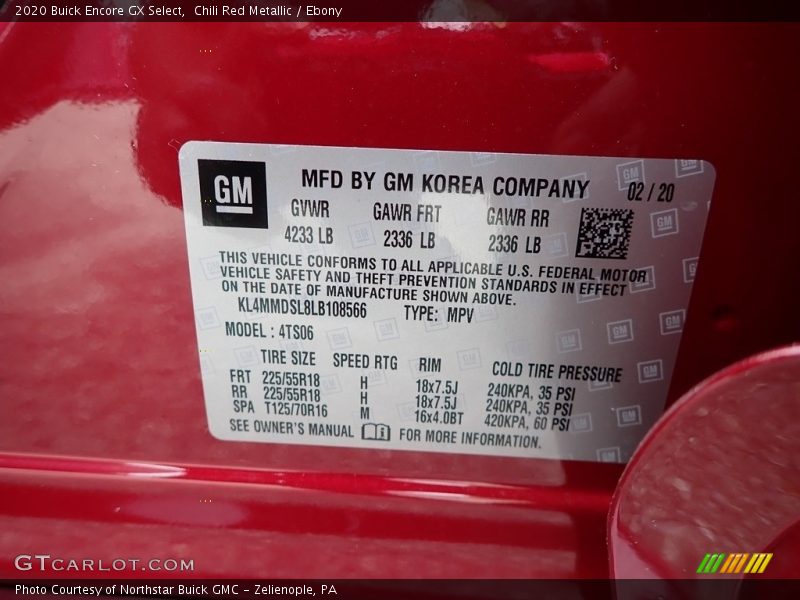 2020 Buick Encore GX Select,  Chili Red Metallic / Ebony
GM
MFD BY GM KOREA COMPANY 02 / 20
GVWR GAWR FRT GAWR RR
4233 LB 2336 LB 2336 LB
THIS VEHICLE CONFORMS TO ALL APPLICABLE U.S. FEDERAL MOTOR
VEHICLE SAFETY AND THEFT PREVENTION STANDARDS IN EFFECT
ON THE DATE OF MANUFACTURE SHOWN ABOVE.
KL4MMDSL8LB108566 TYPE: MPV
MODEL : 4TS06
TIRE SIZE SPEED RTG RIM COLD TIRE PRESSURE
FRT 225/55R18 H 18x7.5J 240KPA, 35 PSI
RR 225/55R18 H 18x7.5J 240KPA, 35 PSI
SPA T125/70R16 M 16x4.0BT 420KPA, 60 PSI
SEE OWNER'S MANUAL FOR MORE INFORMATION.
GTCARLOT.COM
Photo Courtesy of Northstar Buick GMC - Zelienople, PA